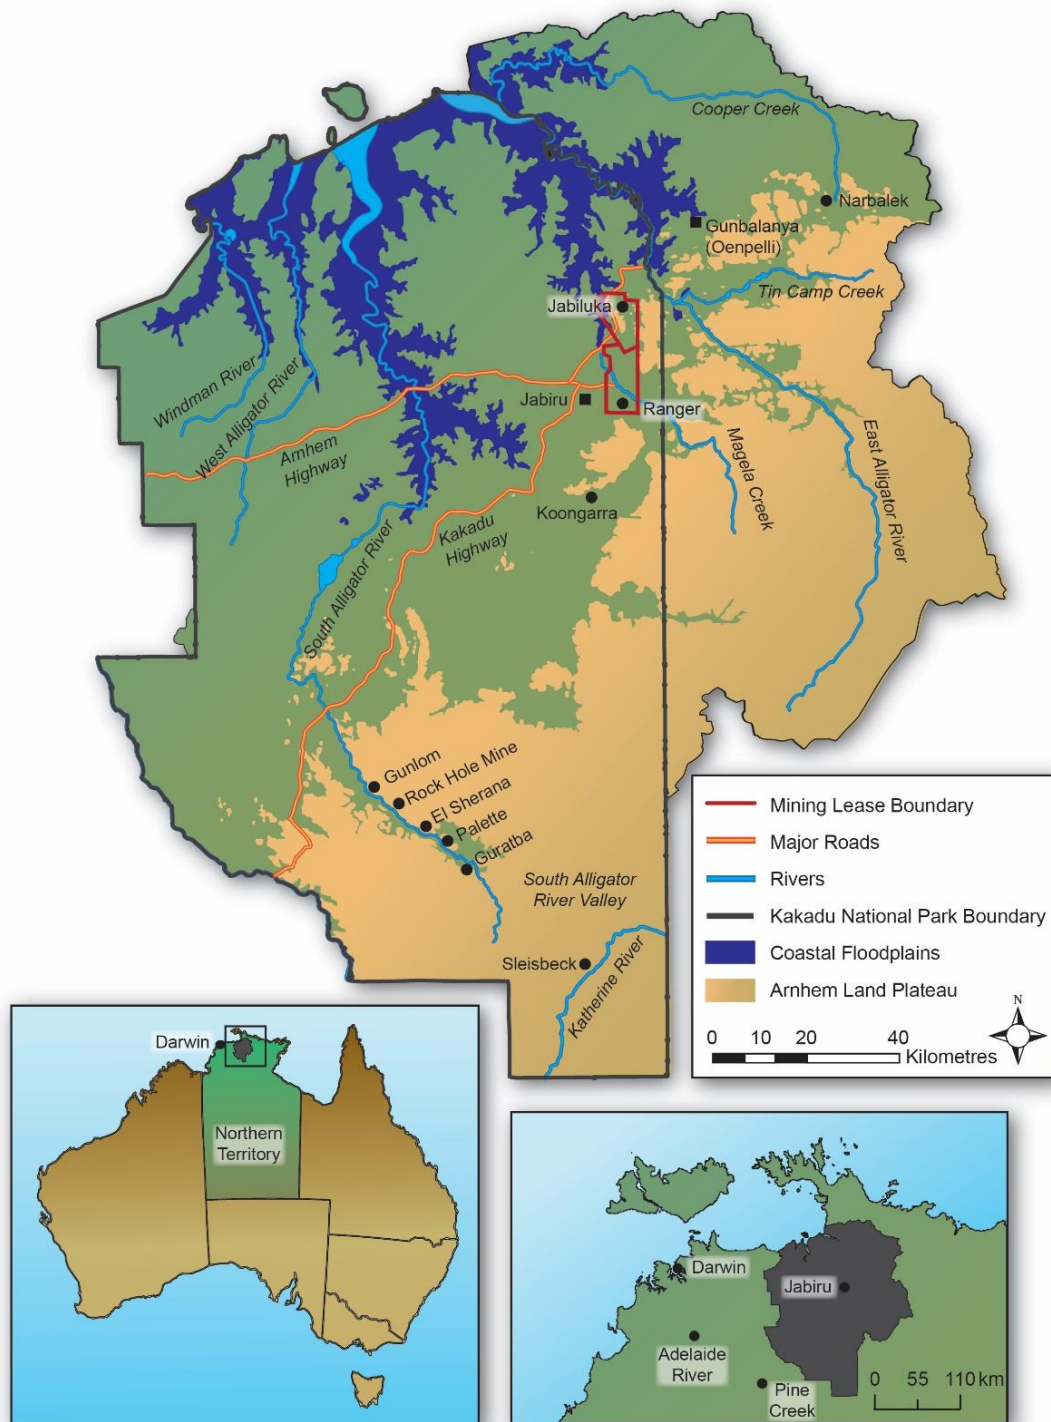 Cooper Creek
Narbalek
Gunbalanya
(Oenpelli)
Tin Camp Creek
Jabiluka
Windman River
West Alligator River
Jabiru
Ranger
Arnhem
Highway
Magela Creek
East Alligator River
Koongarra
Kakadu
Highway
South Alligator River
Gunlom
Rock Hole Mine
El Sherana
Palette
Guratba
South Alligator
River Valley
Sleisbeck
Katherine River
Mining Lease Boundary
Major Roads
Rivers
Kakadu National Park Boundary
Coastal Floodplains
Arnhem Land Plateau
N
0 10 20 40
Kilometres
Darwin
Northern
Territory
Darwin
Jabiru
Adelaide
River
Pine
Creek
0 55 110 km